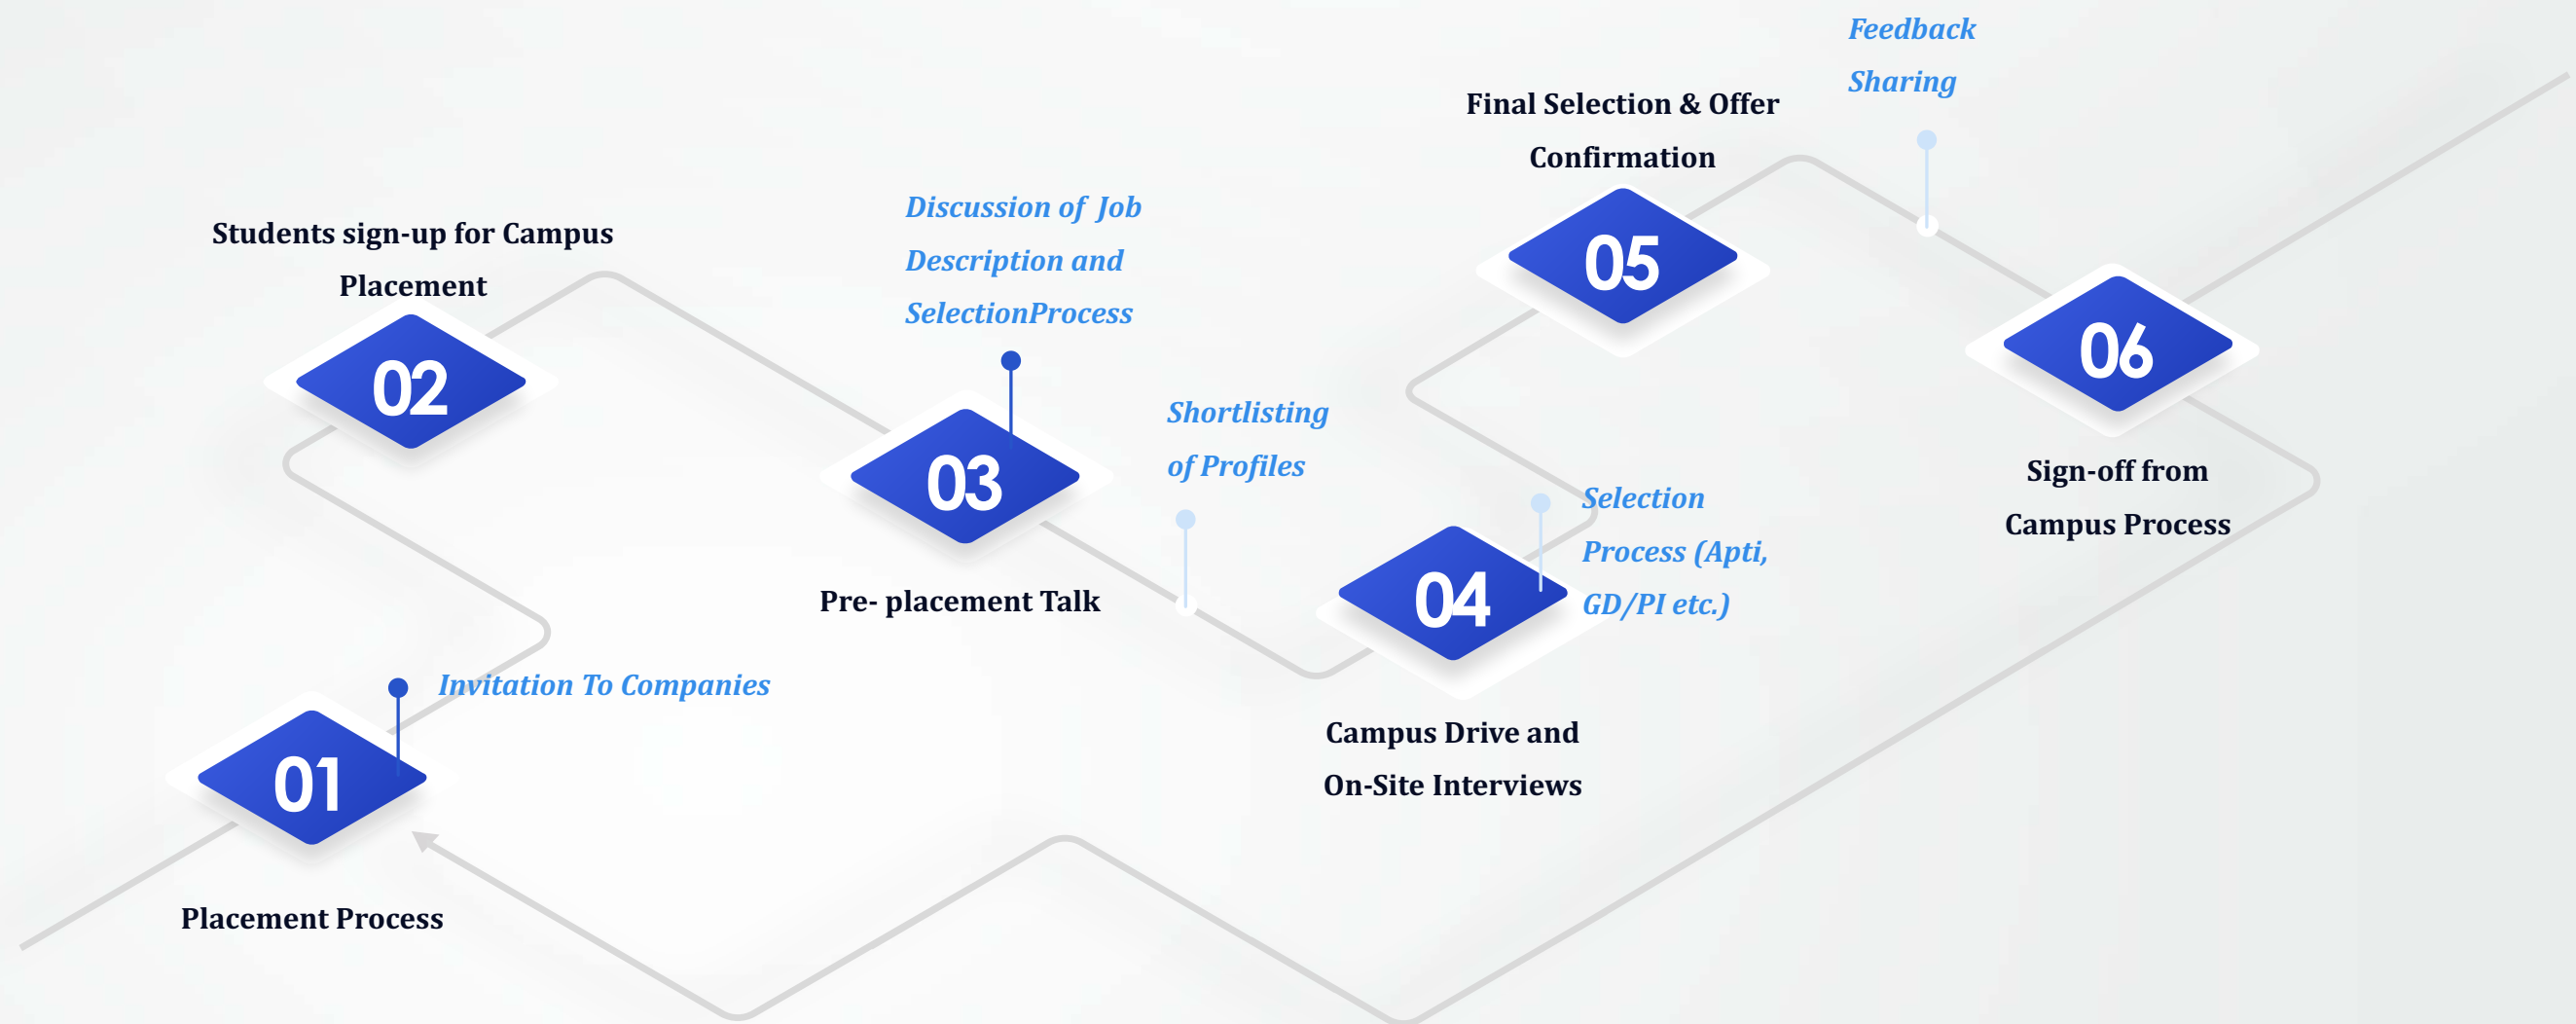 01
Invitation To Companies
Placement Process
Students sign-up for Campus
Placement
02
Discussion of Job
Description and
SelectionProcess
03
Pre- placement Talk
Shortlisting
of Profiles
04
Selection
Process (Apti,
GD/PI etc.)
Campus Drive and
On-Site Interviews
Final Selection & Offer
Confirmation
05
Feedback
Sharing
06
Sign-off from
Campus Process